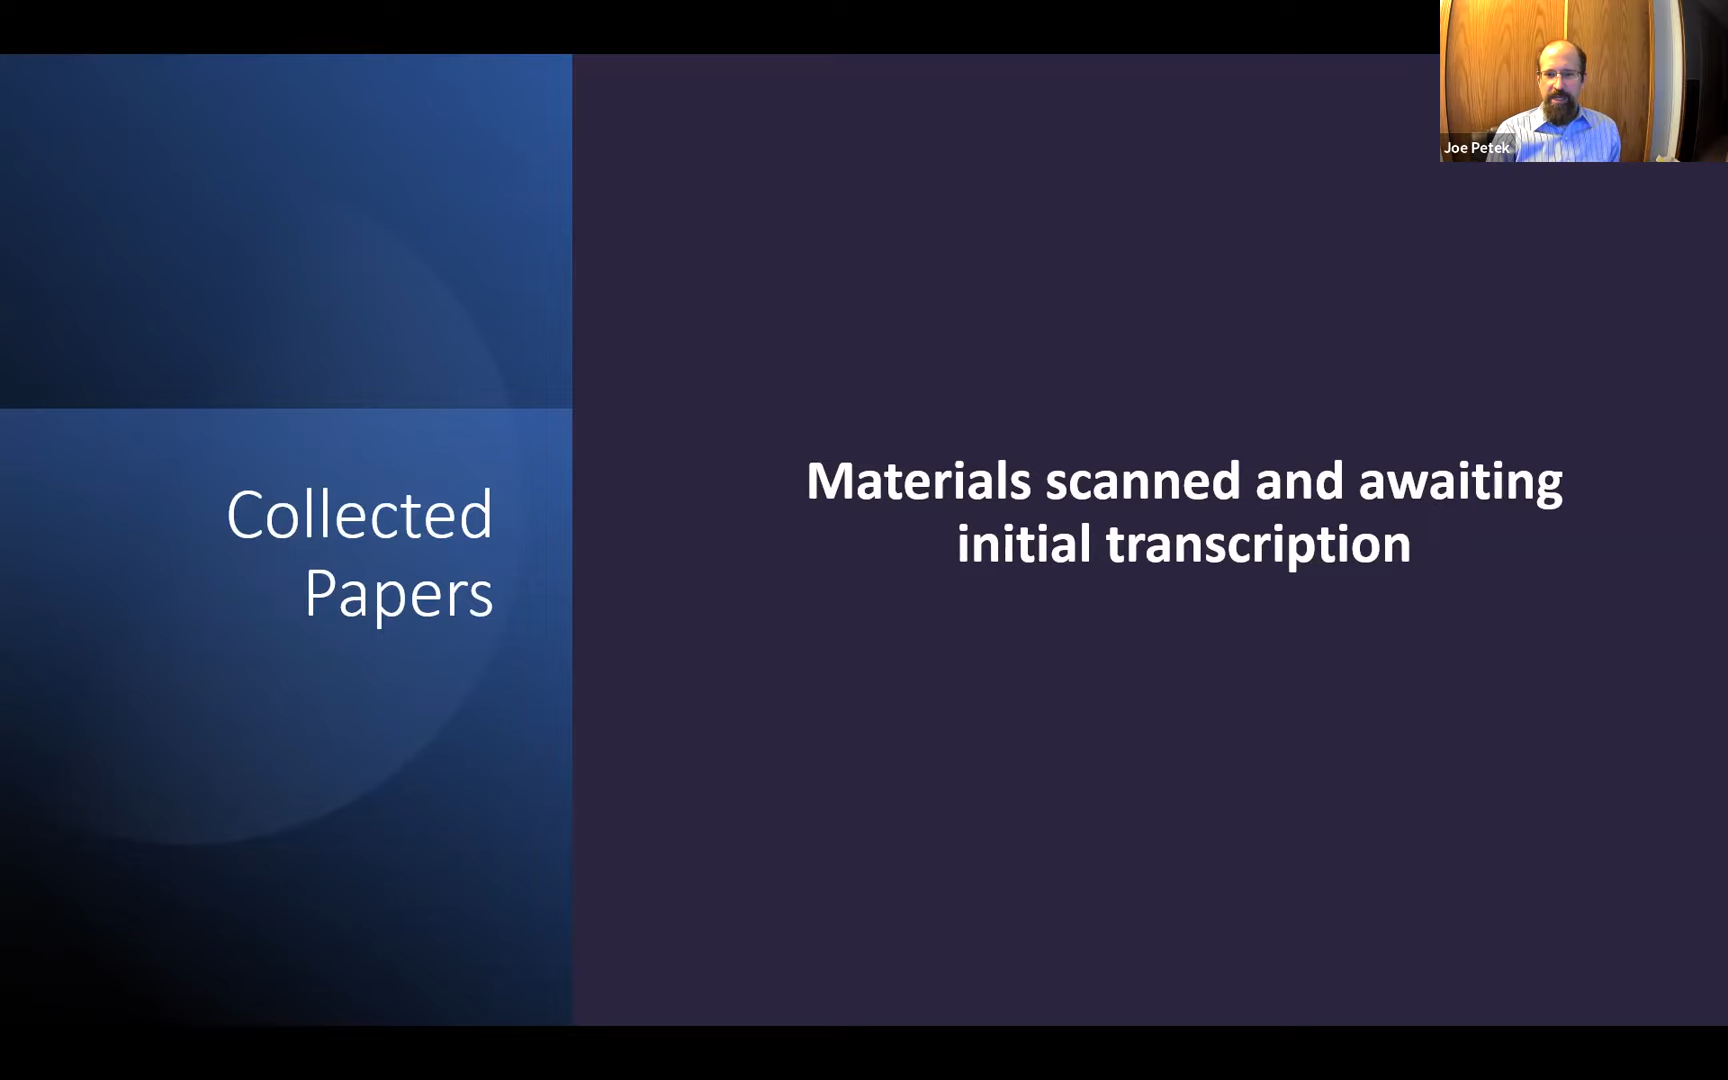 Joe Petek
Collected
Papers
Materials scanned and awaiting
initial transcription